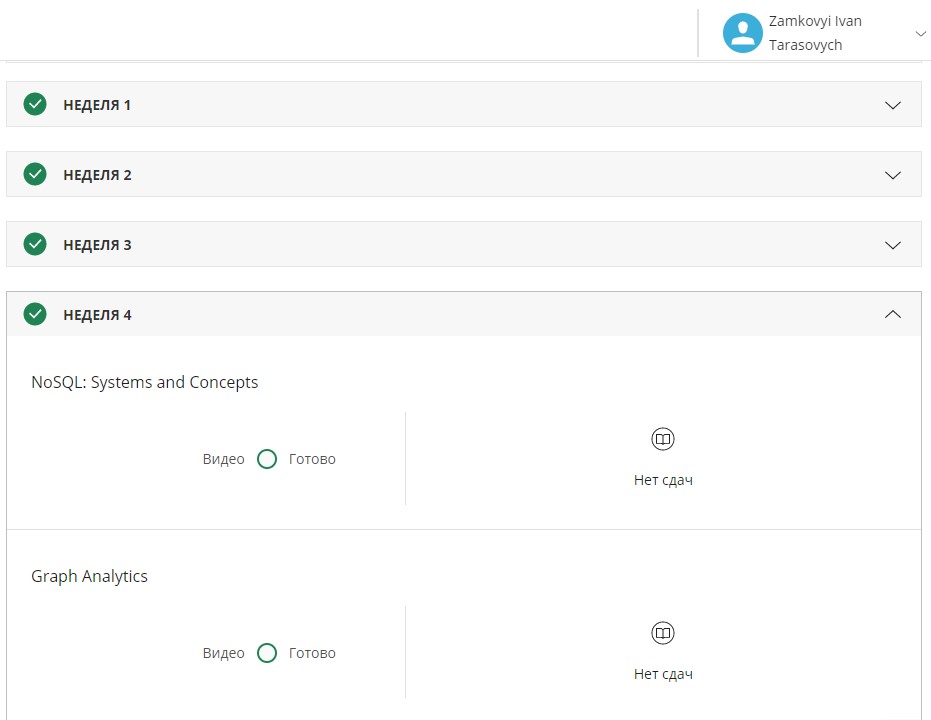 Zamkovyi Ivan
Tarasovych
НЕДЕЛЯ 1
НЕДЕЛЯ 2
НЕДЕЛЯ 3
НЕДЕЛЯ 4
NoSQL: Systems and Concepts
Видео Готово
Нет сдач
Graph Analytics
Видео Готово
Нет сдач